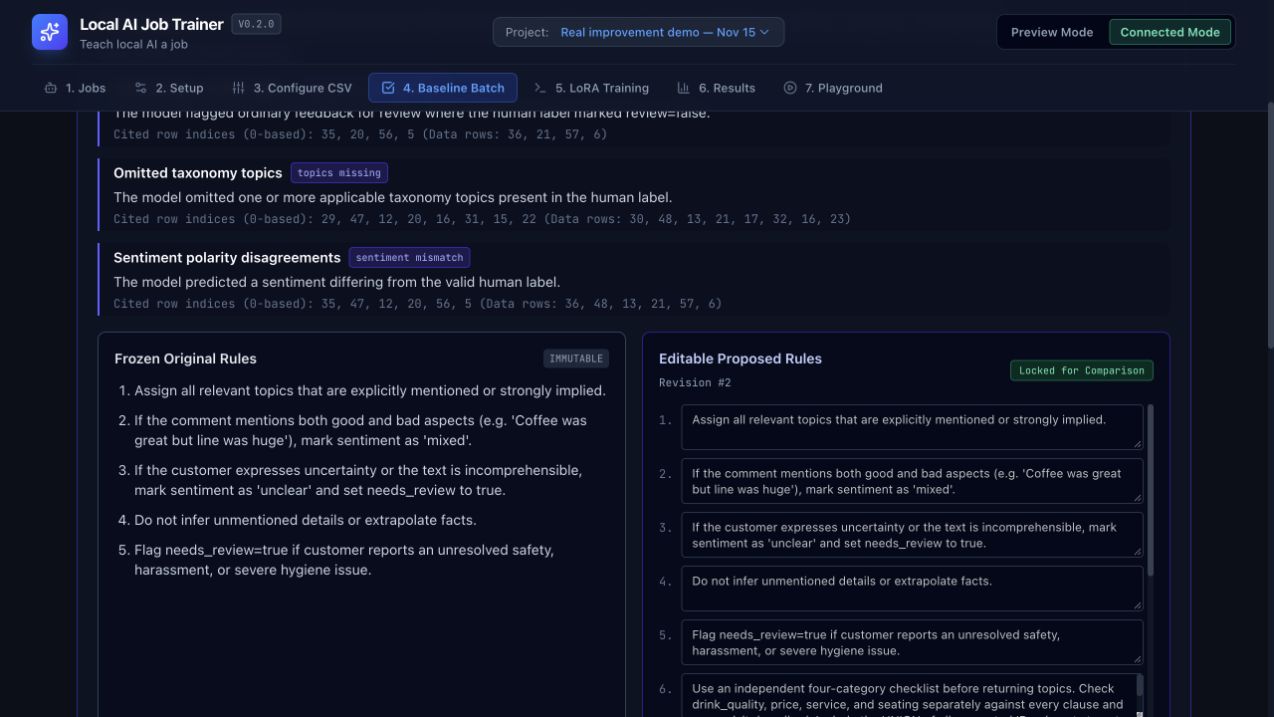 Local AI Job Trainer
V0.2.0
Teach local AI a job
Project: Real improvement demo — Nov 15
Preview Mode
Connected Mode
1. Jobs
2. Setup
3. Configure CSV
4. Baseline Batch
5. LoRA Training
6. Results
7. Playground
The model flagged ordinary feedback for review where the human label marked review=false.
Cited row indices (0-based): 35, 20, 56, 5 (Data rows: 36, 21, 57, 6)
Omitted taxonomy topics
topics missing
The model omitted one or more applicable taxonomy topics present in the human label.
Cited row indices (0-based): 29, 47, 12, 20, 16, 31, 15, 22 (Data rows: 30, 48, 13, 21, 17, 32, 16, 23)
Sentiment polarity disagreements
sentiment mismatch
The model predicted a sentiment differing from the valid human label.
Cited row indices (0-based): 35, 47, 12, 20, 56, 5 (Data rows: 36, 48, 13, 21, 57, 6)
Frozen Original Rules
IMMUTABLE
1. Assign all relevant topics that are explicitly mentioned or strongly implied.
2. If the comment mentions both good and bad aspects (e.g. 'Coffee was
great but line was huge'), mark sentiment as 'mixed'.
3. If the customer expresses uncertainty or the text is incomprehensible,
mark sentiment as 'unclear' and set needs_review to true.
4. Do not infer unmentioned details or extrapolate facts.
5. Flag needs_review=true if customer reports an unresolved safety,
harassment, or severe hygiene issue.
Editable Proposed Rules
Revision #2
Locked for Comparison
1. Assign all relevant topics that are explicitly mentioned or strongly implied.
2. If the comment mentions both good and bad aspects (e.g. 'Coffee was great
but line was huge'), mark sentiment as 'mixed'.
3. If the customer expresses uncertainty or the text is incomprehensible, mark
sentiment as 'unclear' and set needs_review to true.
4. Do not infer unmentioned details or extrapolate facts.
5. Flag needs_review=true if customer reports an unresolved safety,
harassment, or severe hygiene issue.
6. Use an independent four-category checklist before returning topics. Check
drink_quality, price, service, and seating separately against every clause and